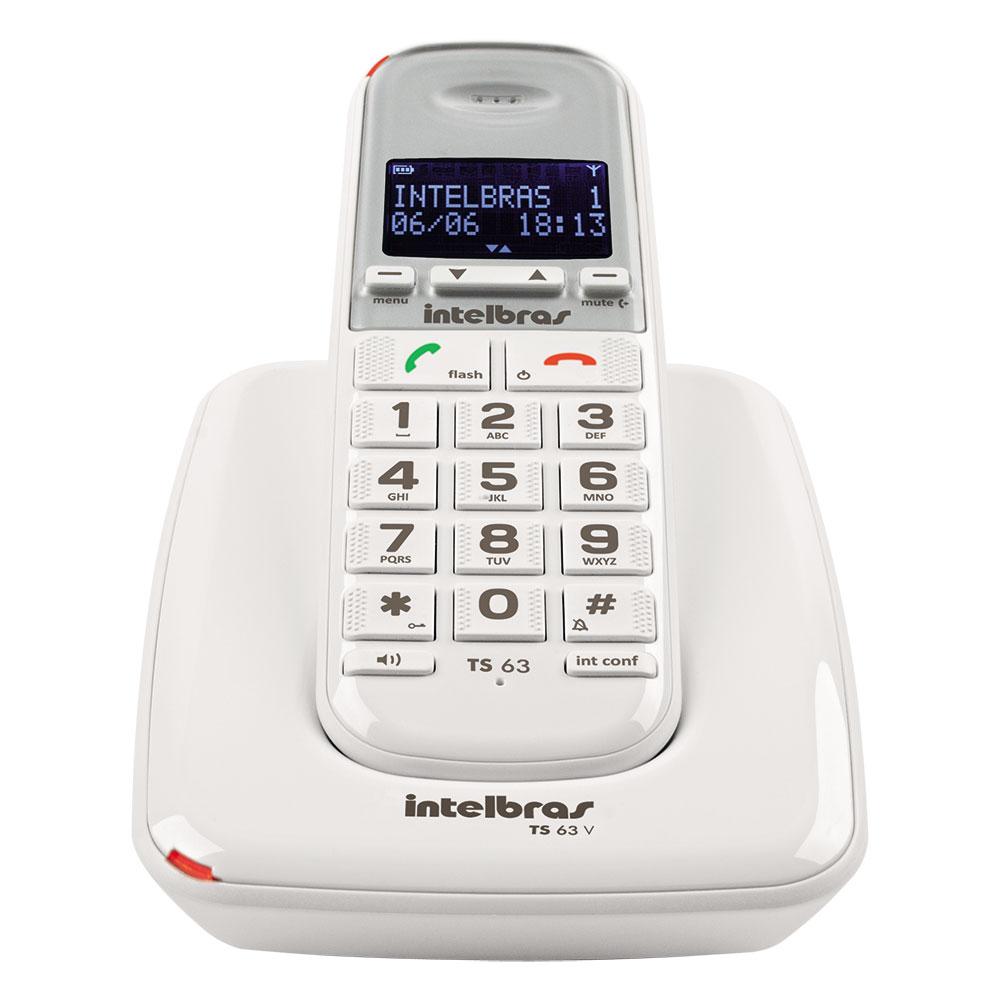 INTELBRAS 1
06/06 18:13
menu
mute
intelbras
flash
1
2 ABC
3 DEF
4 GHI
5 JKL
6 MNO
7 PQRS
8 TUV
9 WXYZ
*
0
#
TS 63
int conf
intelbras
TS 63 V